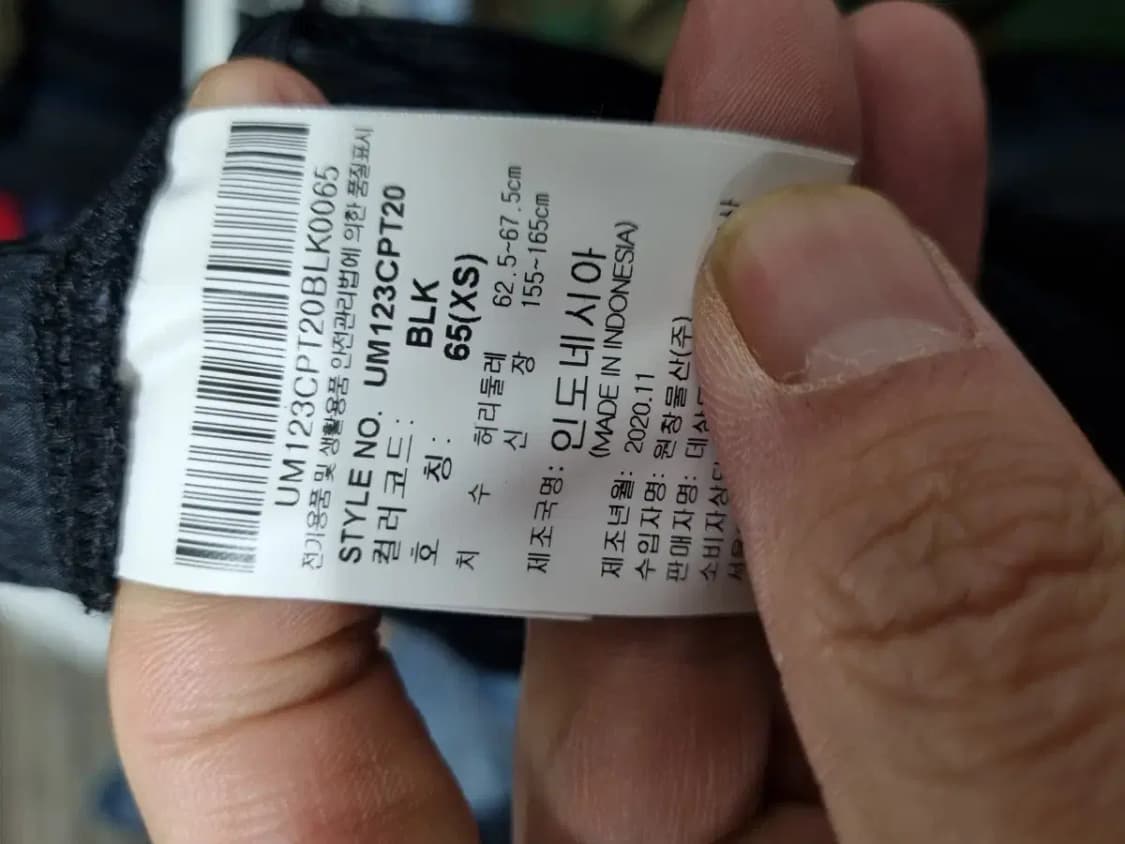 UM123CPT20BLK0065
전기용품 및 생활용품 안전관리법에 의한 품질표시
STYLE NO. UM123CPT20
컬러코드: BLK
호 칭: 65(XS)
치 수 허리둘레 62.5~67.5cm
신 장 155~165cm
제조국명: 인도네시아
(MADE IN INDONESIA)
제조년월: 2020.11
수입자명: 원창물산(주)
판매자명: